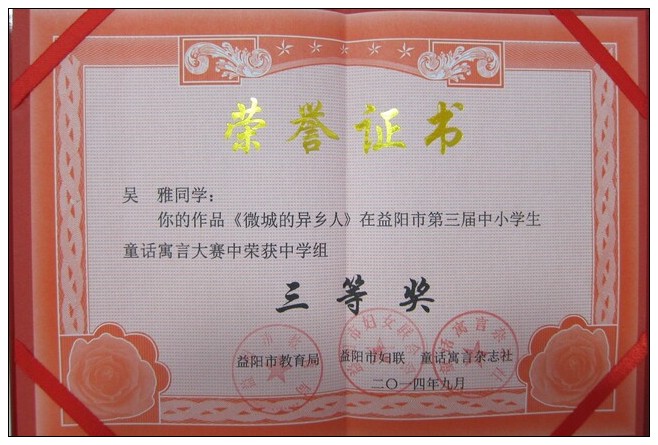 荣誉证书
吴 雅同学：
你的作品《微城的异乡人》在益阳市第三届中小学生
童话寓言大赛中荣获中学组
三等奖
益阳市教育局 益阳市妇联 童话寓言杂志社
二〇一四年九月